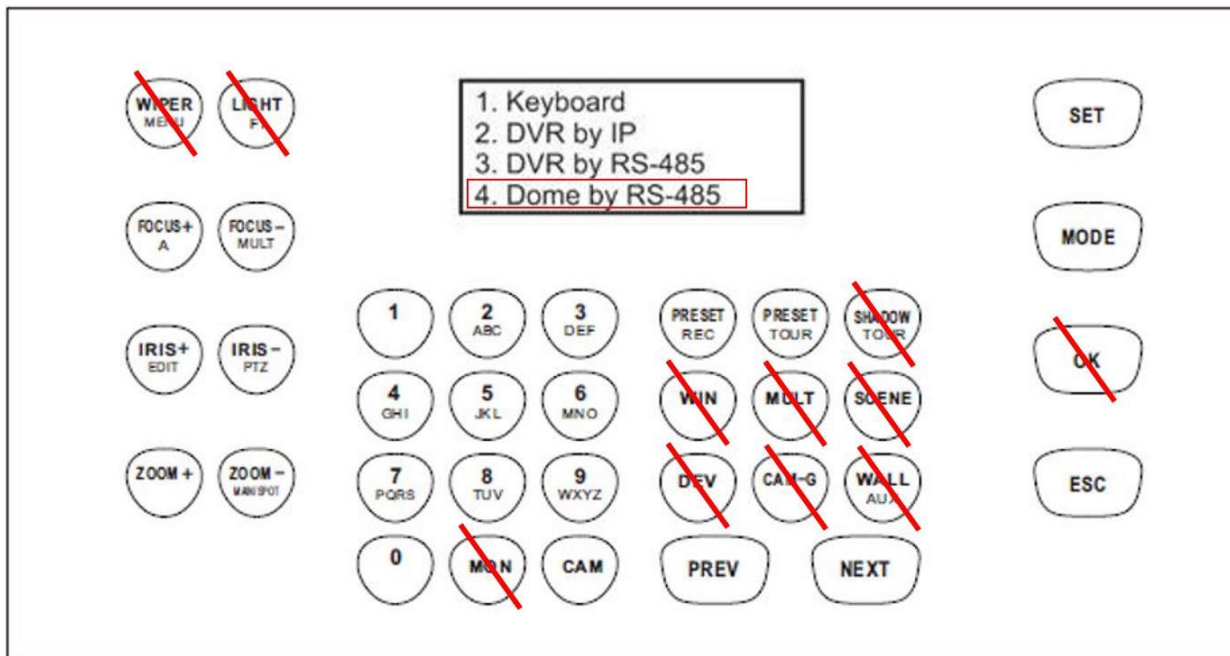 WIPER
MENU
LIGHT
F1
1. Keyboard
2. DVR by IP
3. DVR by RS-485
4. Dome by RS-485
SET
FOCUS+
A
FOCUS-
MULT
MODE
1
2
ABC
3
DEF
PRESET
REC
PRESET
TOUR
SHADOW
TOUR
IRIS+
EDIT
IRIS-
PTZ
OK
4
GHI
5
JKL
6
MNO
WIN
MULT
SCENE
ZOOM+
ZOOM-
MAIN/SPOT
7
PQRS
8
TUV
9
WXYZ
DEV
CAM-G
WALL
AUX
ESC
0
MON
CAM
PREV
NEXT